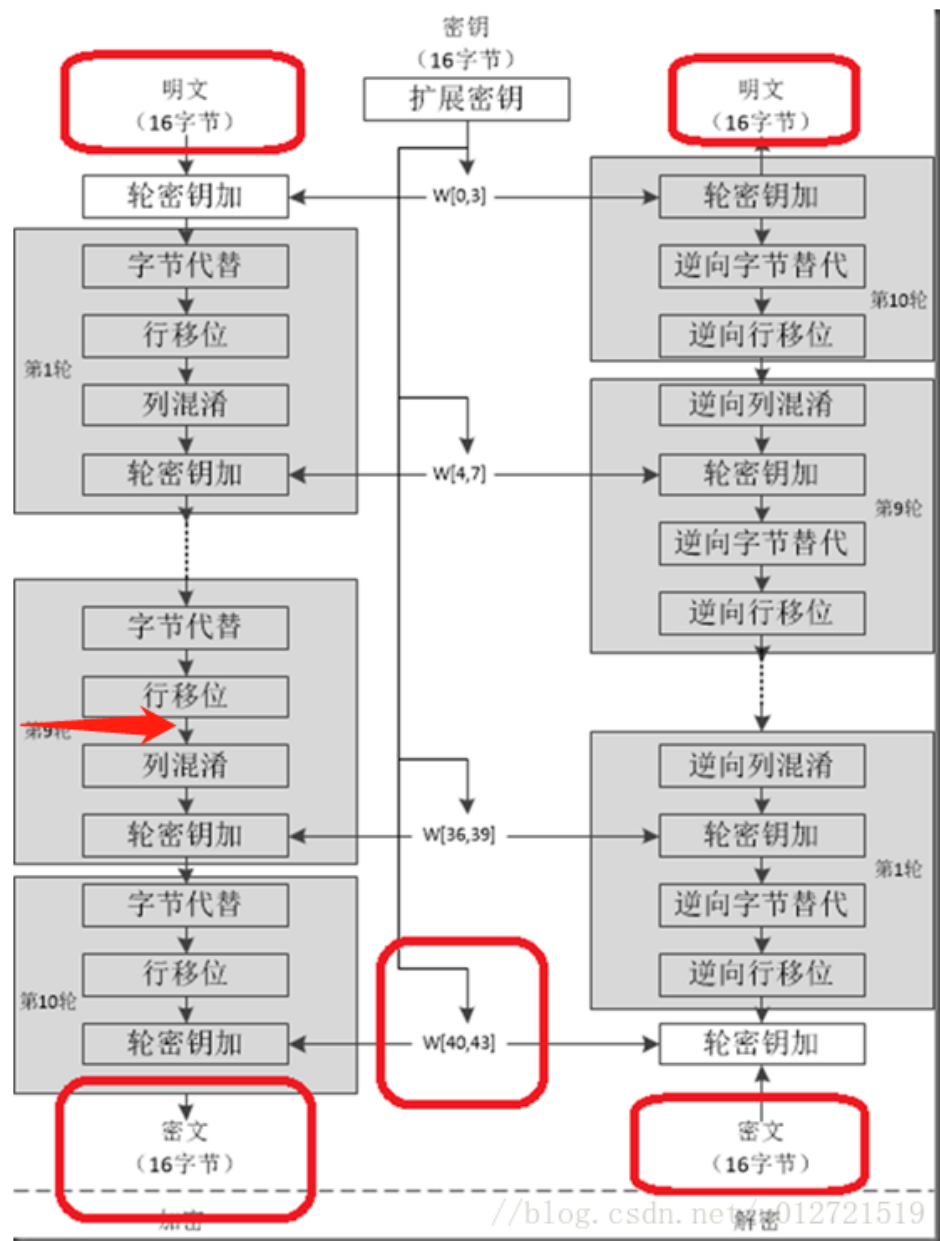 密钥
（16字节）
扩展密钥
明文
（16字节）
轮密钥加
字节代替
行移位
列混淆
轮密钥加
第1轮
字节代替
行移位
列混淆
轮密钥加
第9轮
字节代替
行移位
轮密钥加
第10轮
密文
（16字节）
加密
W[0,3]
W[4,7]
W[36,39]
W[40,43]
明文
（16字节）
轮密钥加
逆向字节替代
逆向行移位
第10轮
逆向列混淆
轮密钥加
逆向字节替代
逆向行移位
第9轮
逆向列混淆
轮密钥加
逆向字节替代
逆向行移位
第1轮
轮密钥加
密文
（16字节）
解密
//blog.csdn.net/u012721519